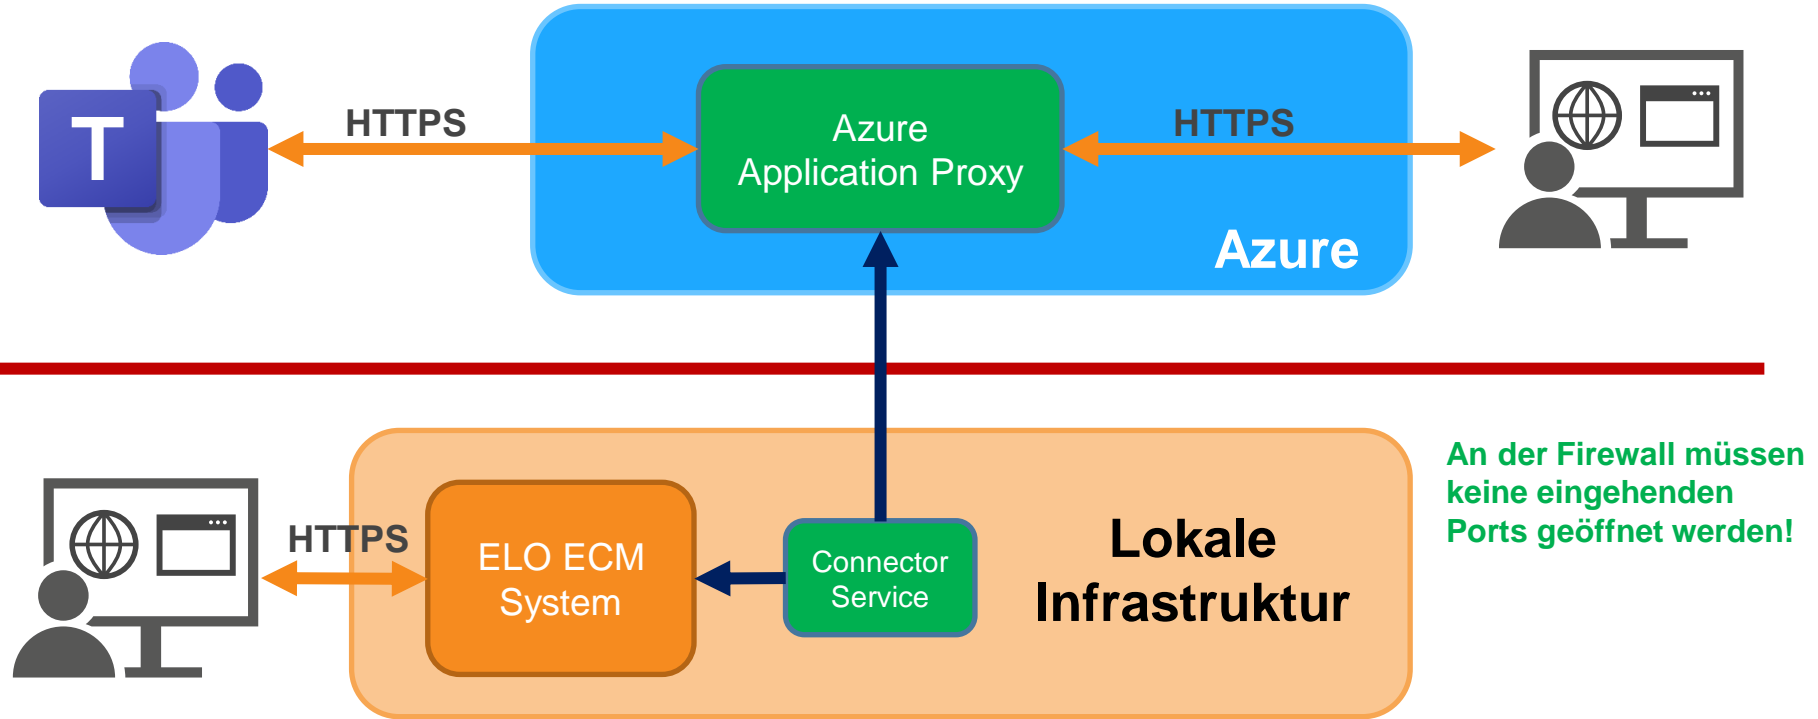 T
HTTPS
Azure
Application Proxy
HTTPS
Azure
HTTPS
ELO ECM
System
Connector
Service
Lokale
Infrastruktur
An der Firewall müssen
keine eingehenden
Ports geöffnet werden!